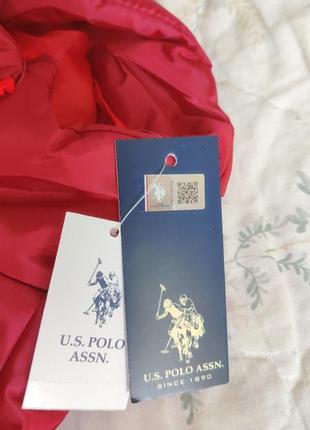 U.S. POLO ASSN.
SINCE 1890
U.S. POLO
ASSN.